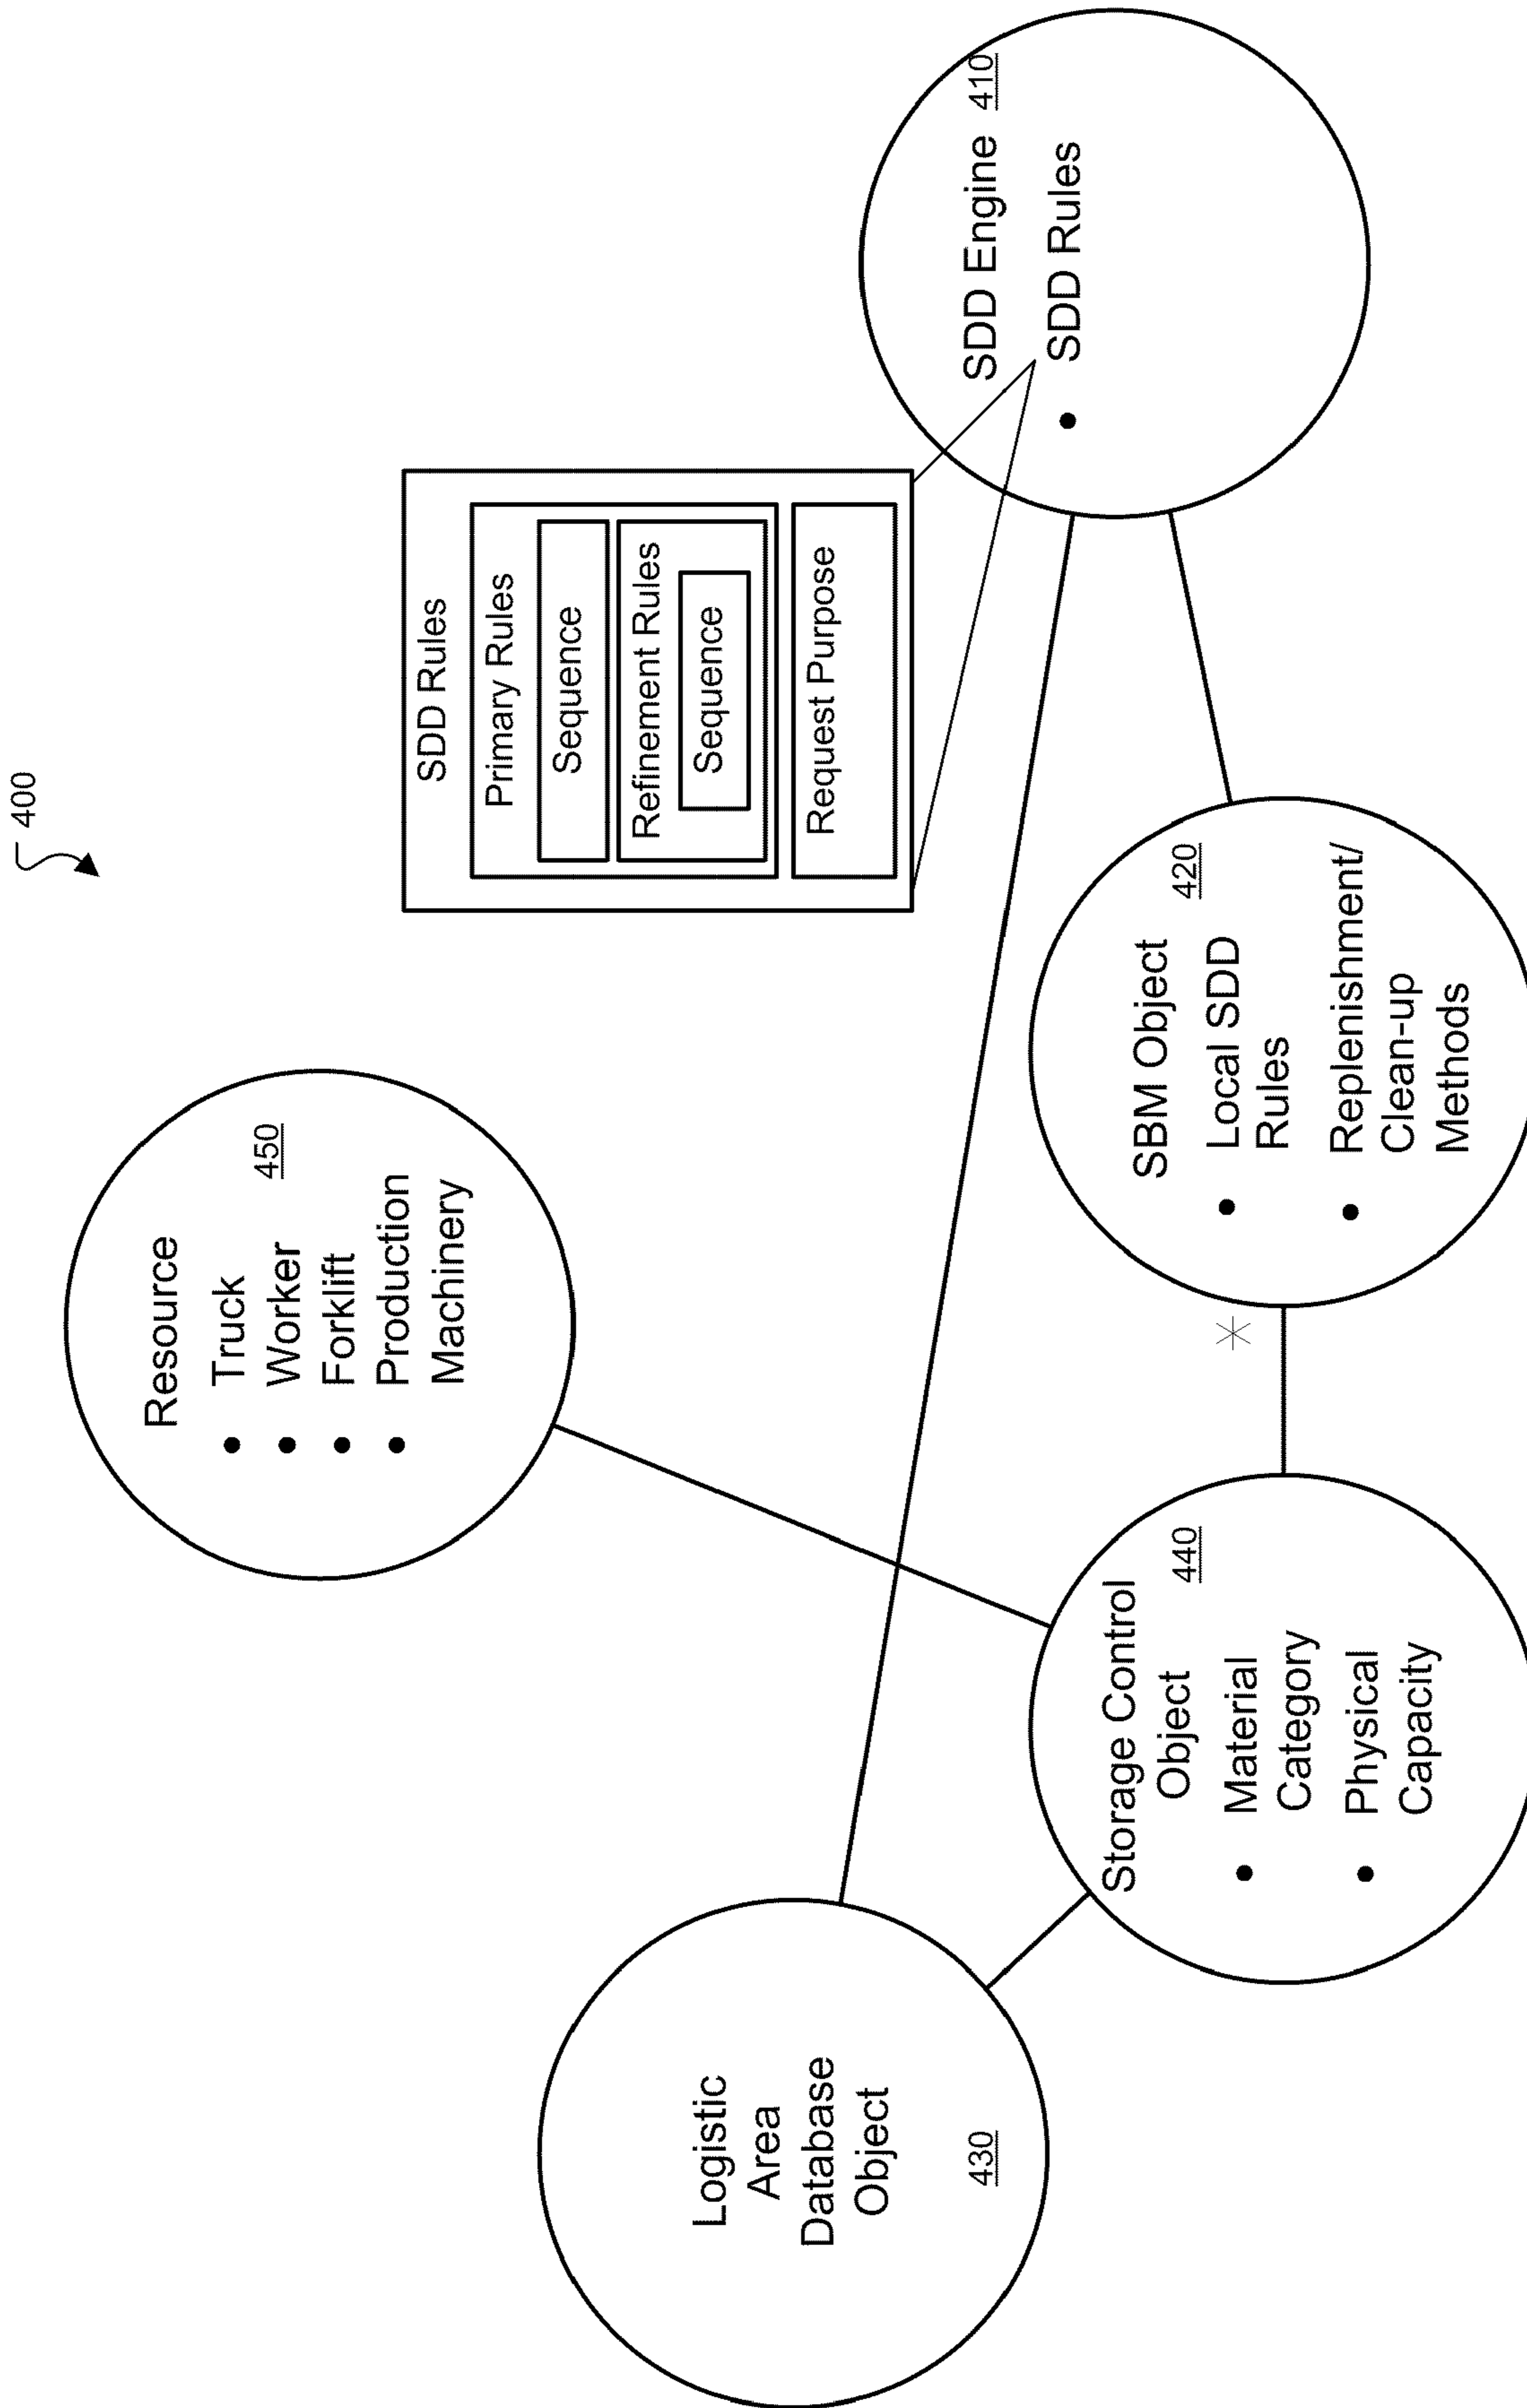 400
Resource
450
• Truck
• Worker
• Forklift
• Production
Machinery
SDD Rules
Primary Rules
Sequence
Refinement Rules
Sequence
Request Purpose
Logistic
Area
Database
Object
430
SDD Engine 410
• SDD Rules
Storage Control
Object
440
• Material
Category
• Physical
Capacity
*
SBM Object
420
• Local SDD
Rules
• Replenishment/
Clean-up
Methods